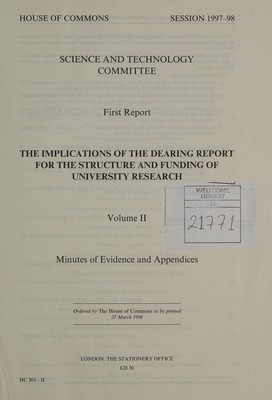 HOUSE OF COMMONS SESSION 1997–98
SCIENCE AND TECHNOLOGY
COMMITTEE
First Report
THE IMPLICATIONS OF THE DEARING REPORT
FOR THE STRUCTURE AND FUNDING OF
UNIVERSITY RESEARCH
WELLCOME
LIBRARY
21771
Volume II
Minutes of Evidence and Appendices
Ordered by The House of Commons to be printed
25 March 1998
LONDON: THE STATIONERY OFFICE
£20.50
HC 303–II